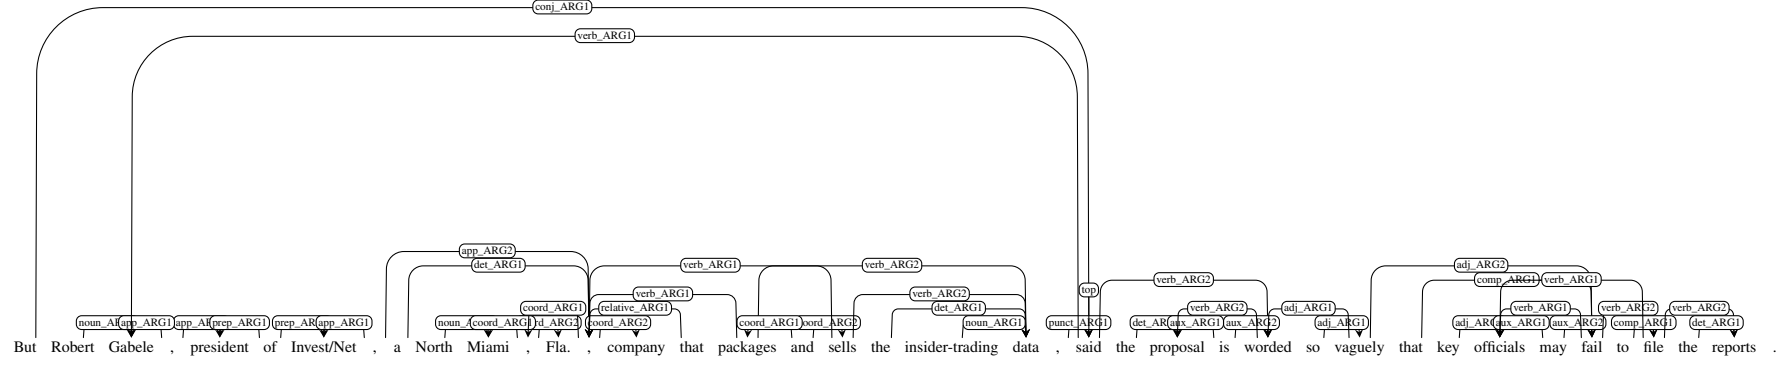 conj_ARG1
verb_ARG1
app_ARG2
det_ARG1 verb_ARG1 verb_ARG2 adj_ARG2
top verb_ARG2 comp_ARG1 verb_ARG1
verb_ARG1 verb_ARG2
coord_ARG1 relative_ARG1 det_ARG1 verb_ARG2 adj_ARG1 verb_ARG1 verb_ARG2 verb_ARG2
app_ARG1 prep_ARG1 app_ARG1 coord_ARG1 coord_ARG2 coord_ARG1 noun_ARG1 punct_ARG1 aux_ARG1 aux_ARG2 adj_ARG1 aux_ARG1 aux_ARG2 comp_ARG1 det_ARG1
But Robert Gabele , president of Invest/Net , a North Miami , Fla. , company that packages and sells the insider-trading data , said the proposal is worded so vaguely that key officials may fail to file the reports .